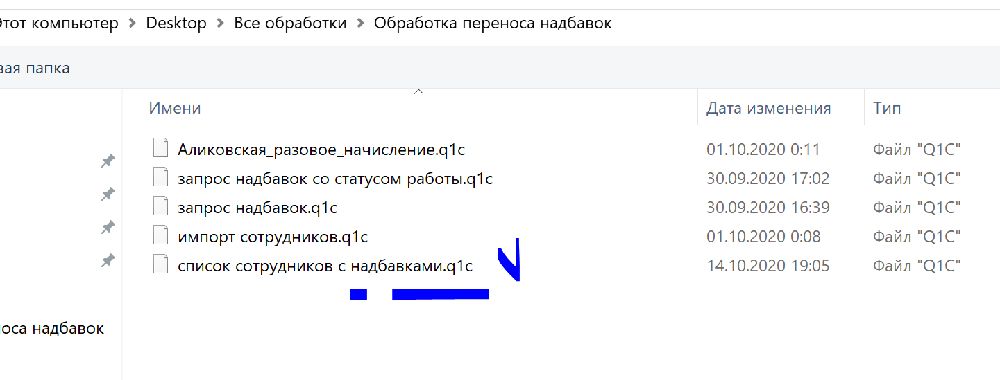 Этот компьютер > Desktop > Все обработки > Обработка переноса надбавок
вая папка
Имени Дата изменения Тип
Аликовская_разовое_начисление.q1c 01.10.2020 0:11 Файл "Q1C"
запрос надбавок со статусом работы.q1c 30.09.2020 17:02 Файл "Q1C"
запрос надбавок.q1c 30.09.2020 16:39 Файл "Q1C"
импорт сотрудников.q1c 01.10.2020 0:08 Файл "Q1C"
список сотрудников с надбавками.q1c 14.10.2020 19:05 Файл "Q1C"
оса надбавок